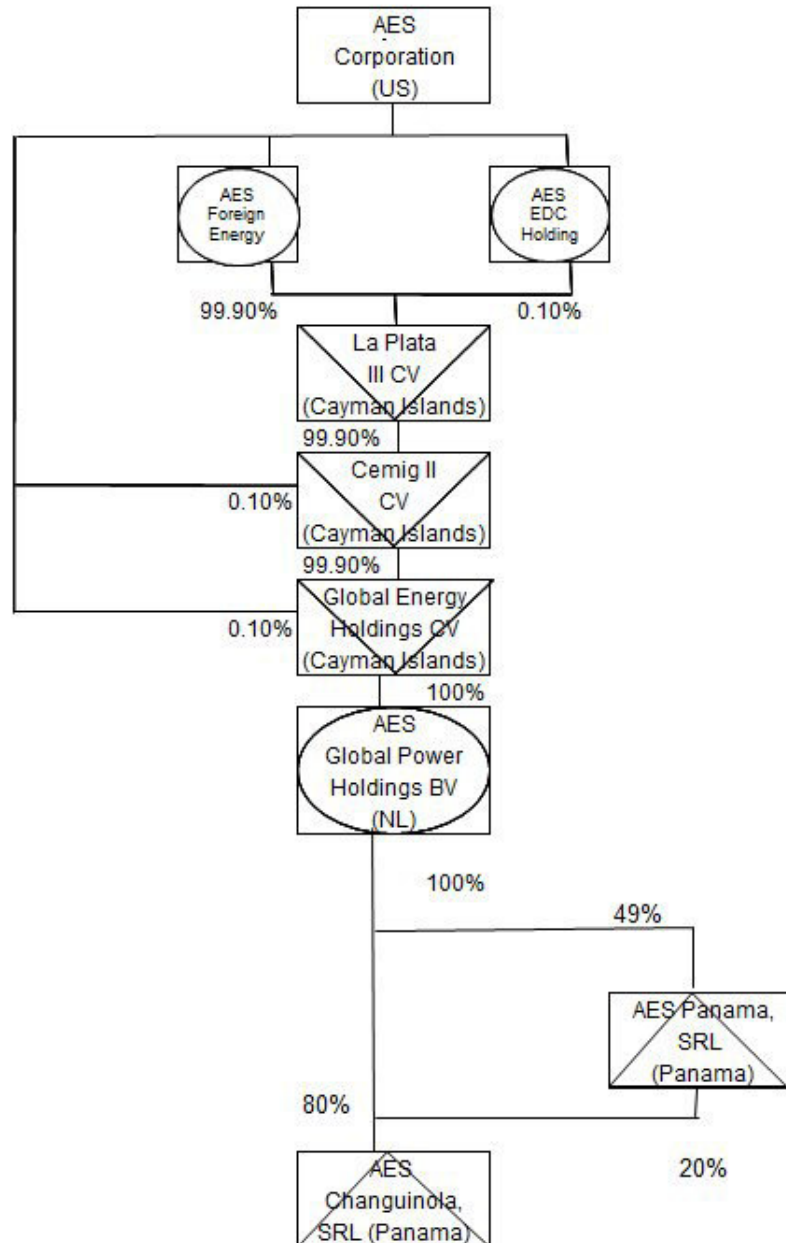 AES
Corporation
(US)
AES
Foreign
Energy
AES
EDC
Holding
99.90%
0.10%
La Plata
III CV
(Cayman Islands)
99.90%
Cemig II
CV
(Cayman Islands)
0.10%
99.90%
Global Energy
Holdings CV
(Cayman Islands)
0.10%
100%
AES
Global Power
Holdings BV
(NL)
100%
49%
AES Panama,
SRL
(Panama)
80%
20%
AES
Changuinola,
SRL (Panama)